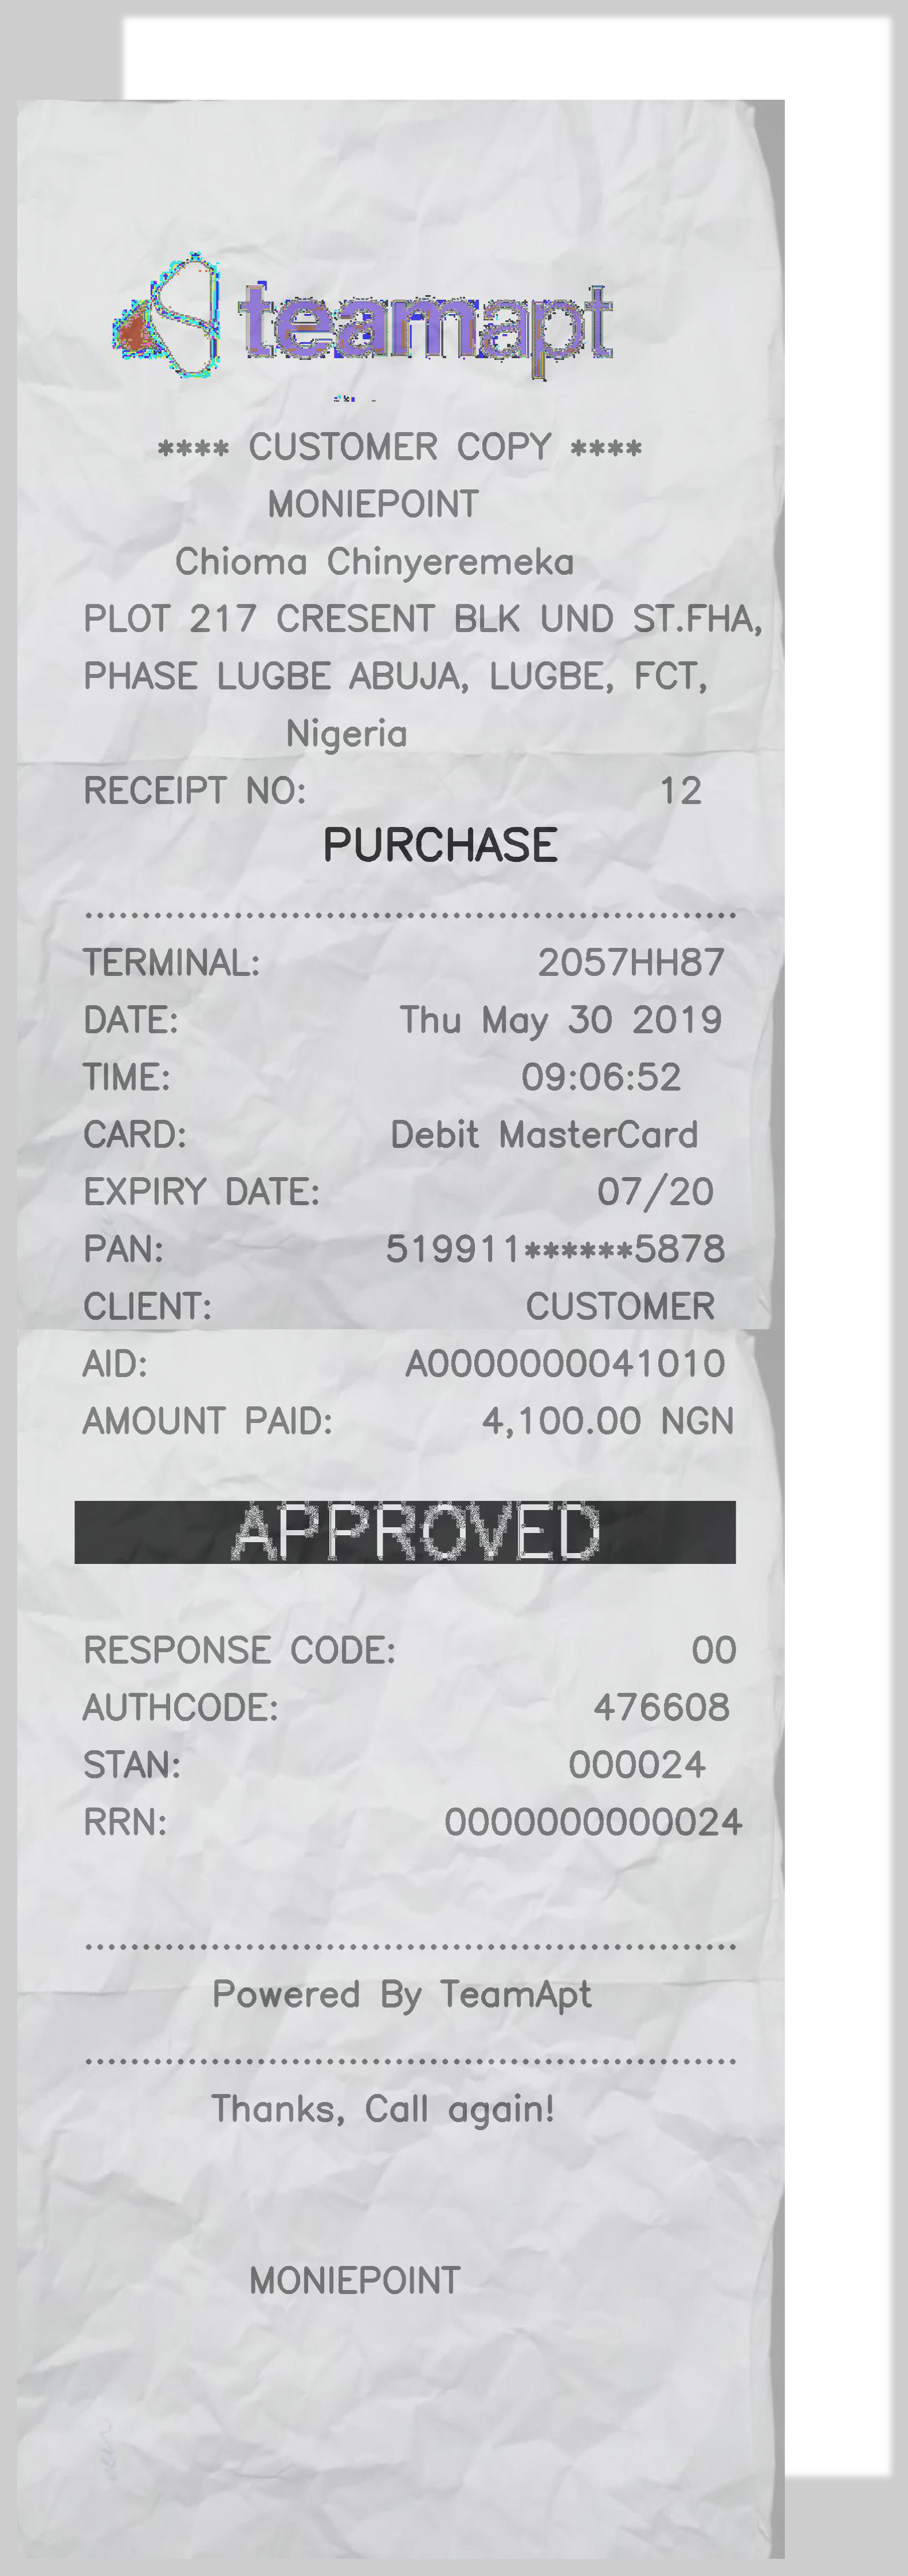 teamapt
**** CUSTOMER COPY ****
MONIEPOINT
Chioma Chinyeremeka
PLOT 217 CRESENT BLK UND ST.FHA,
PHASE LUGBE ABUJA, LUGBE, FCT,
Nigeria
RECEIPT NO: 12
PURCHASE
TERMINAL: 2057HH87
DATE: Thu May 30 2019
TIME: 09:06:52
CARD: Debit MasterCard
EXPIRY DATE: 07/20
PAN: 519911******5878
CLIENT: CUSTOMER
AID: A0000000041010
AMOUNT PAID: 4,100.00 NGN
APPROVED
RESPONSE CODE: 00
AUTHCODE: 476608
STAN: 000024
RRN: 0000000000024
Powered By TeamApt
Thanks, Call again!
MONIEPOINT